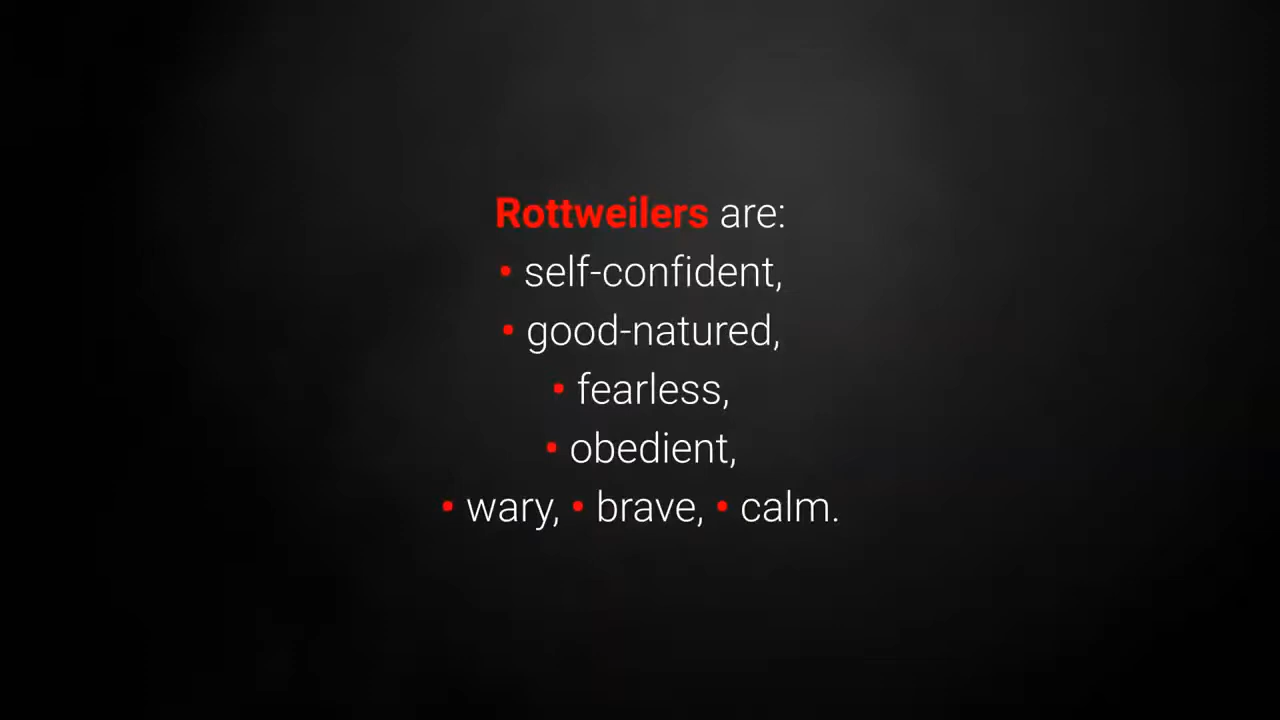 Rottweilers are:
• self-confident,
• good-natured,
• fearless,
• obedient,
• wary, • brave, • calm.